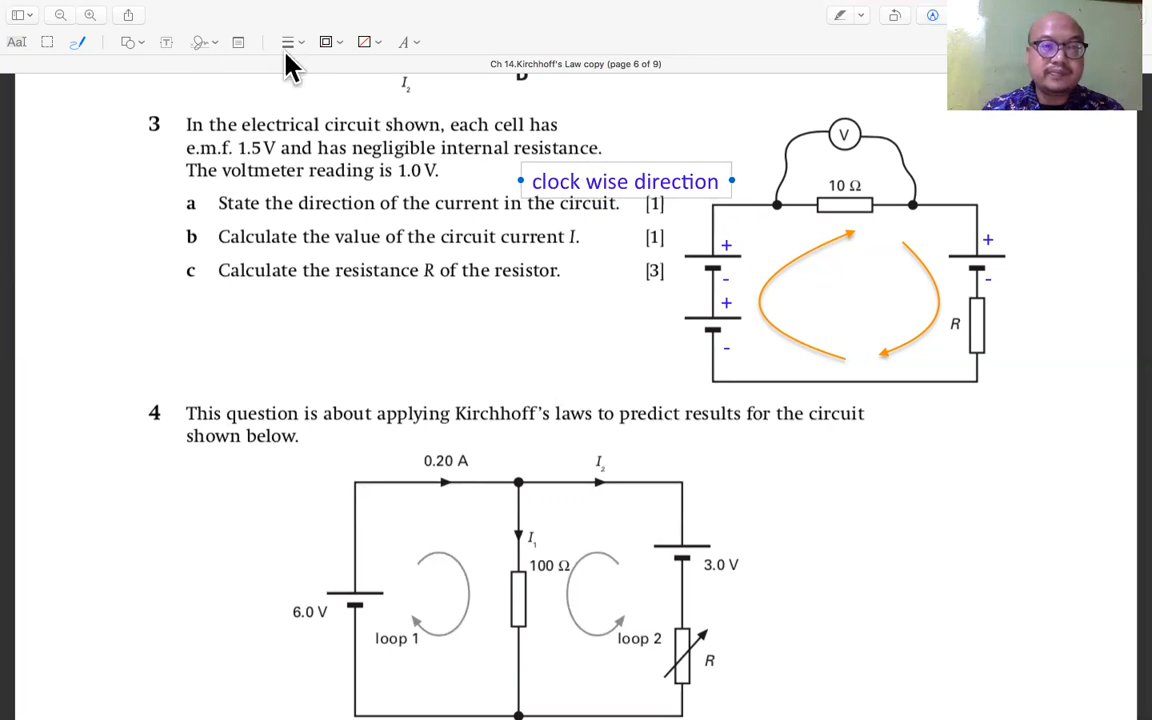 AaI
T
A
Ch 14.Kirchhoff's Law copy (page 6 of 9)
I₂
D
3 In the electrical circuit shown, each cell has
e.m.f. 1.5 V and has negligible internal resistance.
The voltmeter reading is 1.0 V.
clock wise direction
a State the direction of the current in the circuit. [1]
b Calculate the value of the circuit current I. [1]
c Calculate the resistance R of the resistor. [3]
V
10 Ω
+
+
-
-
+
R
-
4 This question is about applying Kirchhoff's laws to predict results for the circuit
shown below.
0.20 A
I₂
I₁
100 Ω
3.0 V
6.0 V
loop 1
loop 2
R